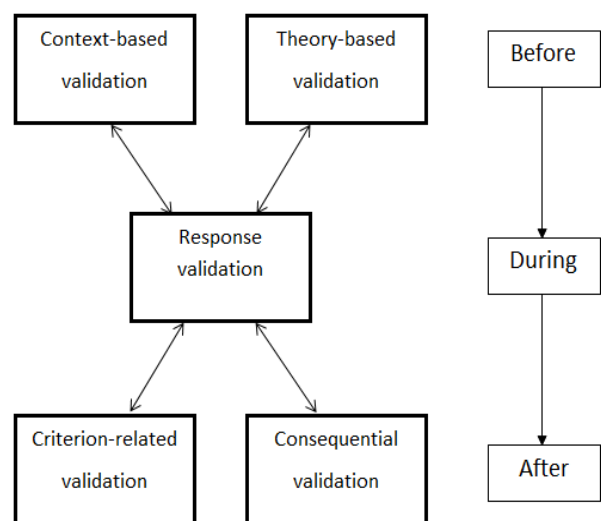 Context-based
validation
Theory-based
validation
Before
Response
validation
During
Criterion-related
validation
Consequential
validation
After